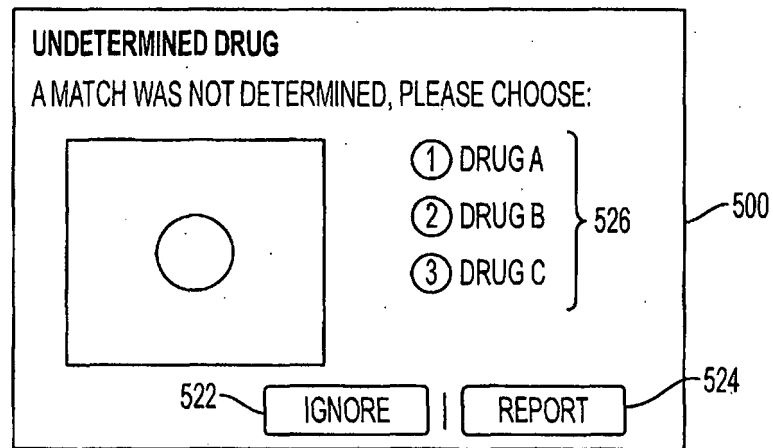 UNDETERMINED DRUG
A MATCH WAS NOT DETERMINED, PLEASE CHOOSE:
1 DRUG A
2 DRUG B
3 DRUG C
526
500
522
IGNORE | REPORT
524